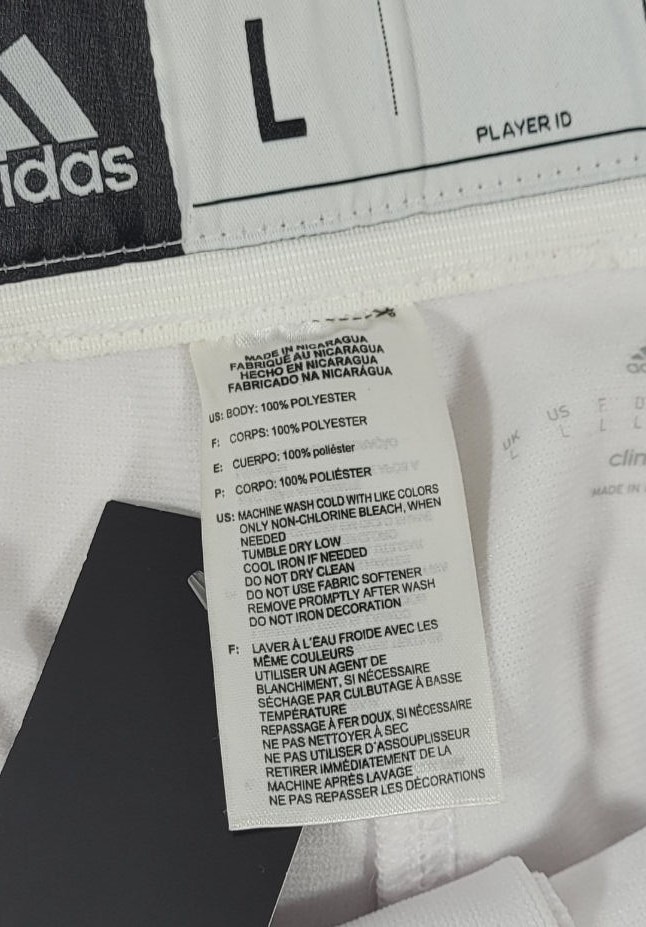 adidas
L
PLAYER ID
MADE IN NICARAGUA
FABRIQUÉ AU NICARAGUA
HECHO EN NICARAGUA
FABRICADO NA NICARÁGUA
US: BODY: 100% POLYESTER
F: CORPS: 100% POLYESTER
E: CUERPO: 100% poliéster
P: CORPO: 100% POLIÉSTER
US: MACHINE WASH COLD WITH LIKE COLORS
ONLY NON-CHLORINE BLEACH, WHEN
NEEDED
TUMBLE DRY LOW
COOL IRON IF NEEDED
DO NOT DRY CLEAN
DO NOT USE FABRIC SOFTENER
REMOVE PROMPTLY AFTER WASH
DO NOT IRON DECORATION
F: LAVER À L'EAU FROIDE AVEC LES
MÊME COULEURS
UTILISER UN AGENT DE
BLANCHIMENT, SI NÉCESSAIRE
SÉCHAGE PAR CULBUTAGE À BASSE
TEMPÉRATURE
REPASSAGE À FER DOUX, SI NÉCESSAIRE
NE PAS NETTOYER À SEC
NE PAS UTILISER D'ASSOUPLISSEUR
RETIRER IMMÉDIATEMENT DE LA
MACHINE APRÈS LAVAGE
NE PAS REPASSER LES DÉCORATIONS
UK US F D
L L L L
clim
MADE IN